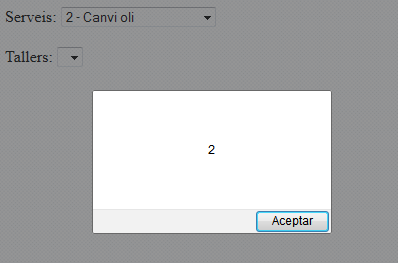 Serveis: 2 - Canvi oli
Tallers:
2
Aceptar